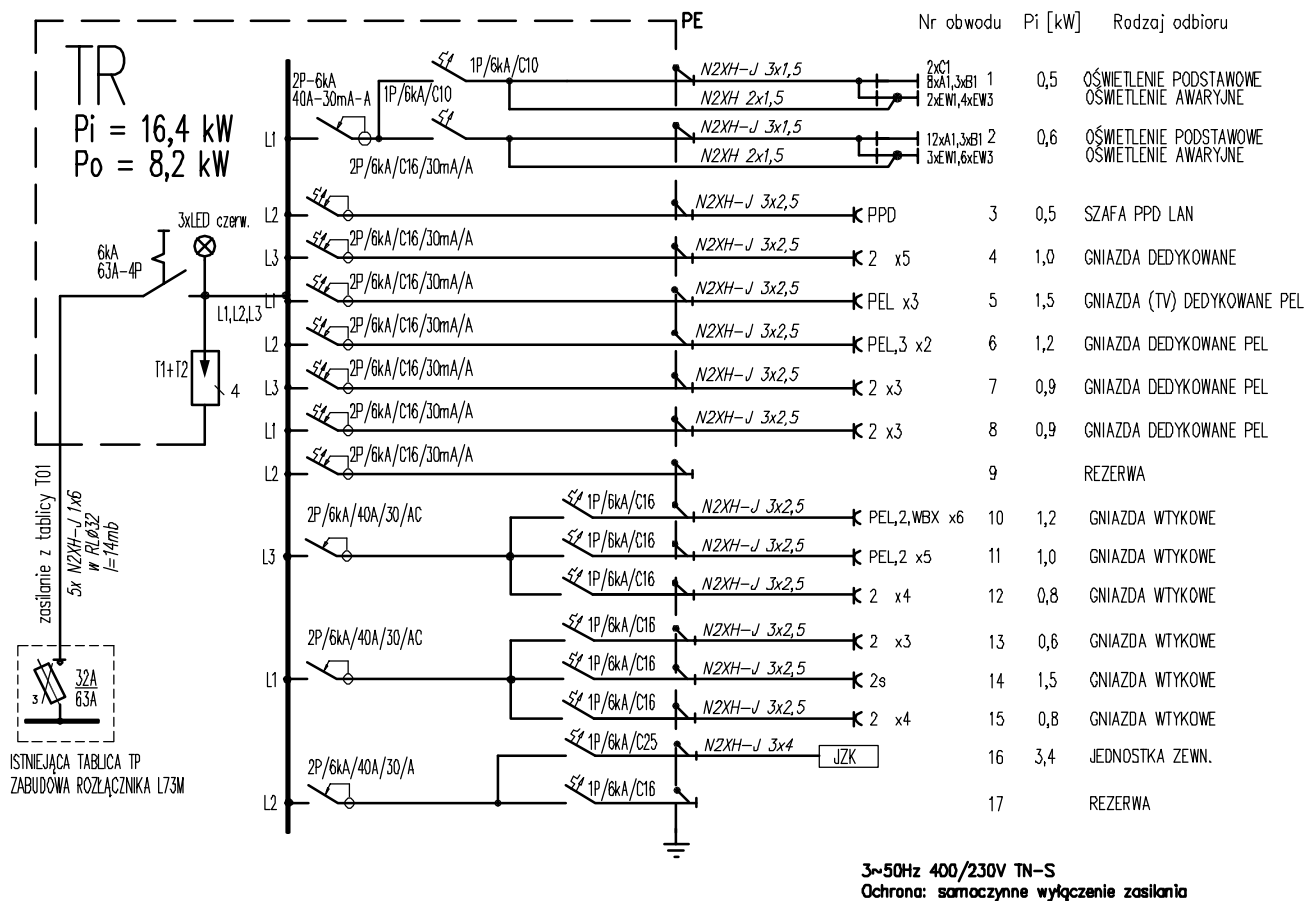 PE
Nr obwodu Pi [kW] Rodzaj odbioru
TR
Pi = 16,4 kW
Po = 8,2 kW
2P-6kA
40A-30mA-A
1P/6kA/C10
1P/6kA/C10
N2XH-J 3x1,5
N2XH 2x1,5
2xC1
8xA1,3xB1
2xEW1,4xEW3
1 0,5 OŚWIETLENIE PODSTAWOWE
OŚWIETLENIE AWARYJNE
L1
N2XH-J 3x1,5
N2XH 2x1,5
12xA1,3xB1
3xEW1,6xEW3
2 0,6 OŚWIETLENIE PODSTAWOWE
OŚWIETLENIE AWARYJNE
2P/6kA/C16/30mA/A
L2 N2XH-J 3x2,5 PPD 3 0,5 SZAFA PPD LAN
2P/6kA/C16/30mA/A
L3 N2XH-J 3x2,5 2 x5 4 1,0 GNIAZDA DEDYKOWANE
2P/6kA/C16/30mA/A
L1 N2XH-J 3x2,5 PEL x3 5 1,5 GNIAZDA (TV) DEDYKOWANE PEL
2P/6kA/C16/30mA/A
L2 N2XH-J 3x2,5 PEL,3 x2 6 1,2 GNIAZDA DEDYKOWANE PEL
2P/6kA/C16/30mA/A
L3 N2XH-J 3x2,5 2 x3 7 0,9 GNIAZDA DEDYKOWANE PEL
2P/6kA/C16/30mA/A
L1 N2XH-J 3x2,5 2 x3 8 0,9 GNIAZDA DEDYKOWANE PEL
2P/6kA/C16/30mA/A
L2 9 REZERWA
3xLED czerw.
6kA
63A-4P
L1,L2,L3
T1+T2
4
zasilanie z tablicy T01
5x N2XH-J 1x6
w RLø32
l=14mb
2P/6kA/40A/30/AC
L3
1P/6kA/C16 N2XH-J 3x2,5 PEL,2,WBX x6 10 1,2 GNIAZDA WTYKOWE
1P/6kA/C16 N2XH-J 3x2,5 PEL,2 x5 11 1,0 GNIAZDA WTYKOWE
1P/6kA/C16 N2XH-J 3x2,5 2 x4 12 0,8 GNIAZDA WTYKOWE
2P/6kA/40A/30/AC
L1
1P/6kA/C16 N2XH-J 3x2,5 2 x3 13 0,6 GNIAZDA WTYKOWE
1P/6kA/C16 N2XH-J 3x2,5 2s 14 1,5 GNIAZDA WTYKOWE
1P/6kA/C16 N2XH-J 3x2,5 2 x4 15 0,8 GNIAZDA WTYKOWE
2P/6kA/40A/30/A
L2
1P/6kA/C25 N2XH-J 3x4 JZK 16 3,4 JEDNOSTKA ZEWN.
1P/6kA/C16 17 REZERWA
3
32A
63A
ISTNIEJĄCA TABLICA TP
ZABUDOWA ROZŁĄCZNIKA L73M
3~50Hz 400/230V TN-S
Ochrona: samoczynne wyłączenie zasilania